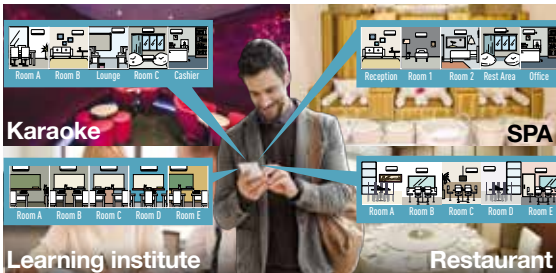 Room A Room B Lounge Room C Cashier
Karaoke
Reception Room 1 Room 2 Rest Area Office
SPA
Room A Room B Room C Room D Room E
Learning institute
Room A Room B Room C Room D Room E
Restaurant